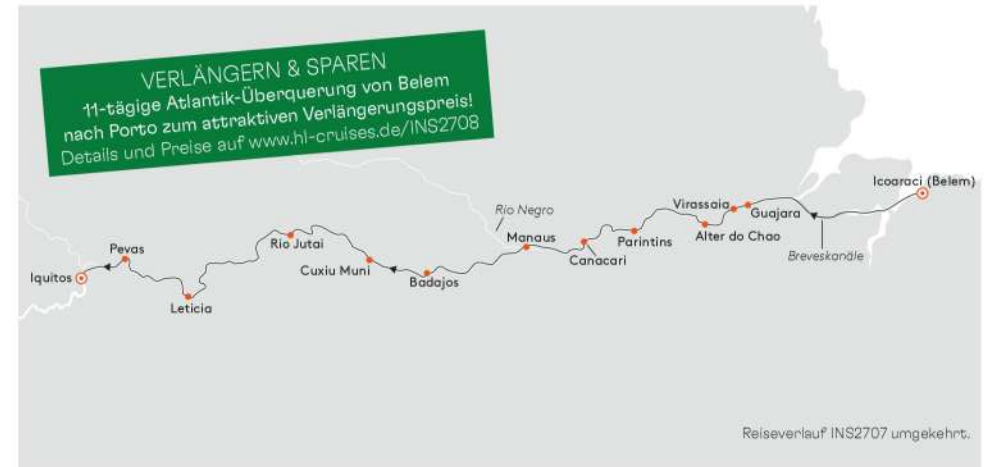 VERLÄNGERN & SPAREN
11-tägige Atlantik-Überquerung von Belem
nach Porto zum attraktiven Verlängerungspreis!
Details und Preise auf www.hl-cruises.de/INS2708
Icoaraci (Belem)
Virassaia
Guajara
Rio Negro
Manaus
Parintins
Alter do Chao
Breveskanäle
Canacari
Rio Jutai
Cuxiu Muni
Badajos
Pevas
Iquitos
Leticia
Reiseverlauf INS2707 umgekehrt.